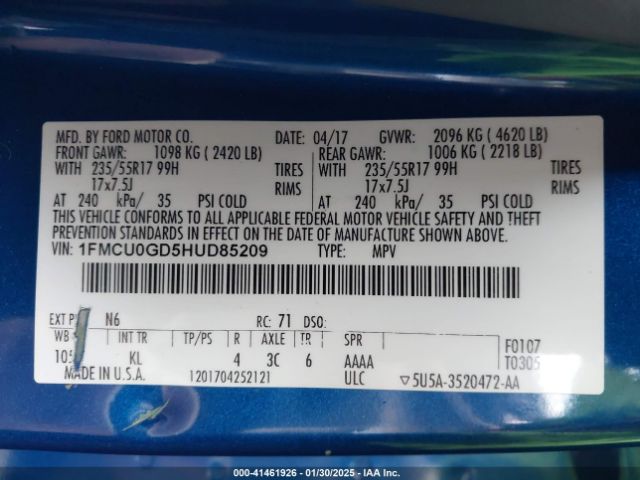 MFD. BY FORD MOTOR CO. DATE: 04/17 GVWR: 2096 KG ( 4620 LB)
FRONT GAWR: 1098 KG ( 2420 LB) REAR GAWR: 1006 KG ( 2218 LB)
WITH 235/55R17 99H TIRES WITH 235/55R17 99H TIRES
17x7.5J RIMS 17x7.5J RIMS
AT 240 kPa/ 35 PSI COLD AT 240 kPa/ 35 PSI COLD
THIS VEHICLE CONFORMS TO ALL APPLICABLE FEDERAL MOTOR VEHICLE SAFETY AND THEFT
PREVENTION STANDARDS IN EFFECT ON THE DATE OF MANUFACTURE SHOWN ABOVE.
VIN: 1FMCU0GD5HUD85209 TYPE: MPV
EXT N6 RC: 71 DSO:
WB INT TR TP/PS R AXLE TR SPR F0107
KL 4 3C 6 AAAA T0305
MADE IN U.S.A. 1201704252121 ULC ▽5U5A-3520472-AA
000-41461926 - 01/30/2025 - IAA Inc.